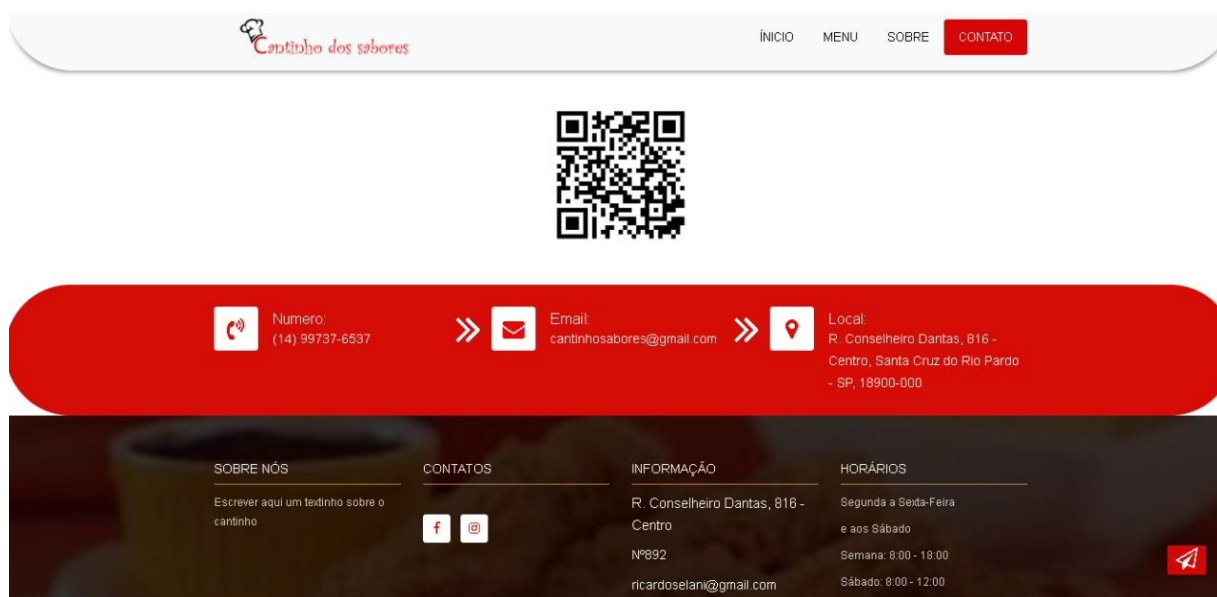 Cantinho dos sabores
ÍNICIO MENU SOBRE CONTATO
Numero:
(14) 99737-6537
Email:
cantinhosabores@gmail.com
Local:
R. Conselheiro Dantas, 816 -
Centro, Santa Cruz do Rio Pardo
- SP, 18900-000
SOBRE NÓS
Escrever aqui um textinho sobre o
cantinho
CONTATOS
INFORMAÇÃO
R. Conselheiro Dantas, 816 -
Centro
Nº892
ricardoselani@gmail.com
HORÁRIOS
Segunda a Sexta-Feira
e aos Sábado
Semana: 8:00 - 18:00
Sábado: 8:00 - 12:00